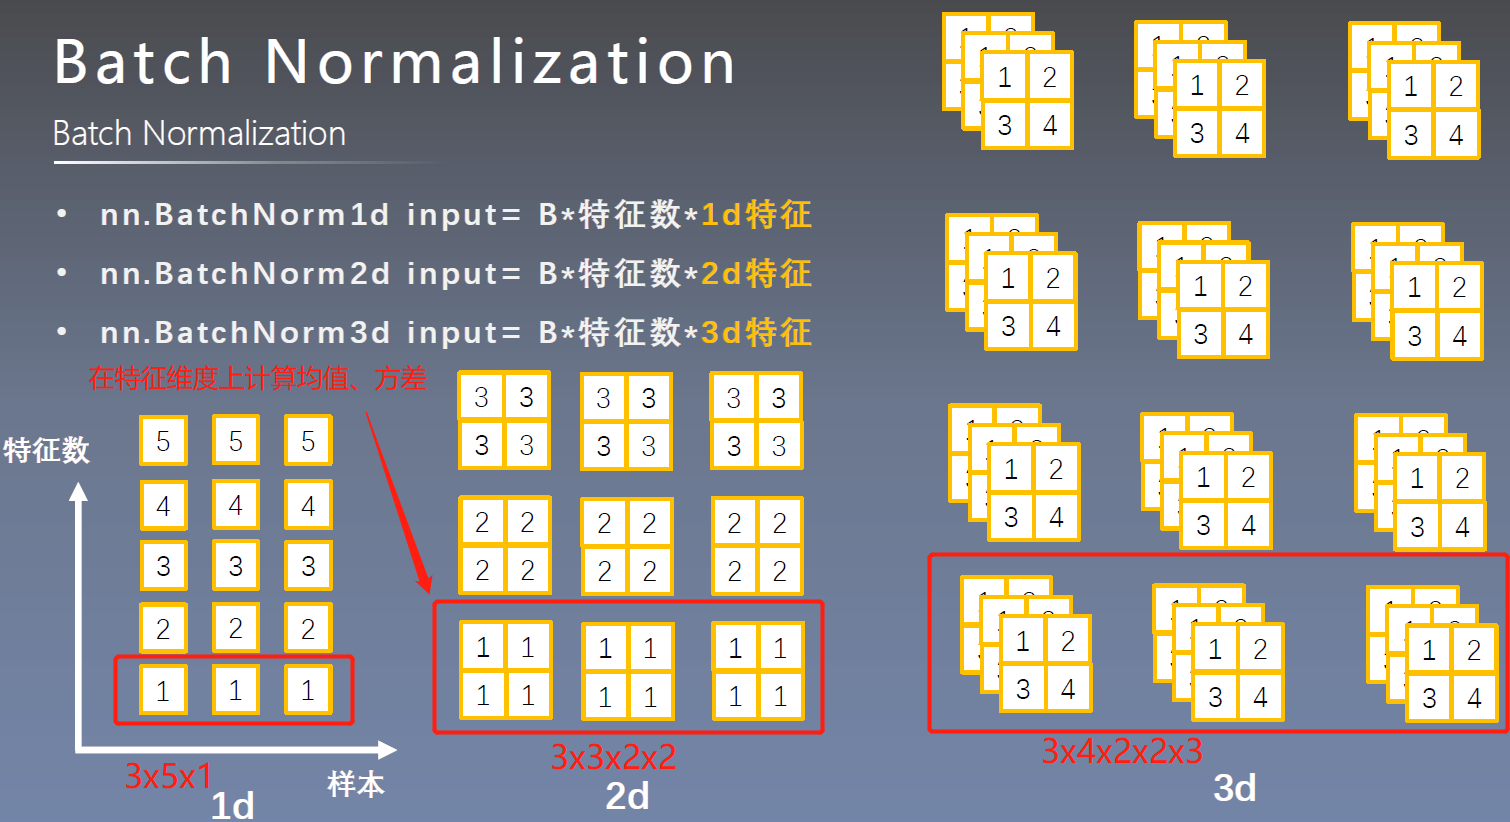 Batch Normalization
Batch Normalization
• nn.BatchNorm1d input= B*特征数*1d特征
• nn.BatchNorm2d input= B*特征数*2d特征
• nn.BatchNorm3d input= B*特征数*3d特征
在特征维度上计算均值、方差
特征数
5 5 5
4 4 4
3 3 3
2 2 2
1 1 1
3x5x1
样本
1d
3 3 3 3 3 3
3 3 3 3 3 3
2 2 2 2 2 2
2 2 2 2 2 2
1 1 1 1 1 1
1 1 1 1 1 1
3x3x2x2
2d
1 2 1 2 1 2
3 4 3 4 3 4
1 2 1 2 1 2
3 4 3 4 3 4
1 2 1 2 1 2
3 4 3 4 3 4
1 2 1 2 1 2
3 4 3 4 3 4
3x4x2x2x3
3d